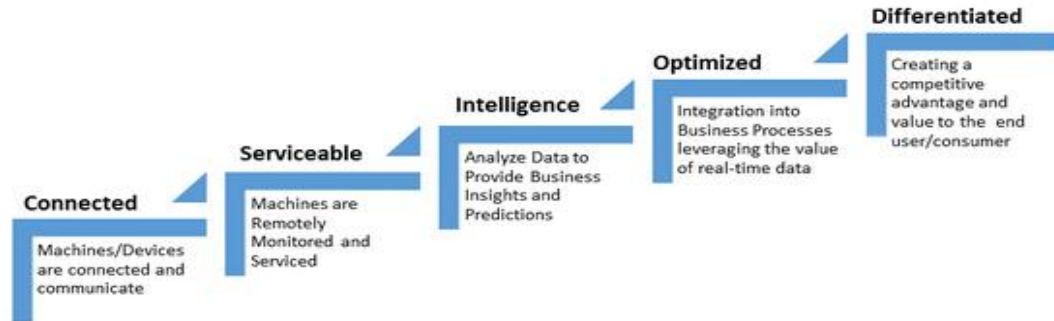 Connected
Machines/Devices
are connected and
communicate
Serviceable
Machines are
Remotely
Monitored and
Serviced
Intelligence
Analyze Data to
Provide Business
Insights and
Predictions
Optimized
Integration into
Business Processes
leveraging the value
of real-time data
Differentiated
Creating a
competitive
advantage and
value to the end
user/consumer